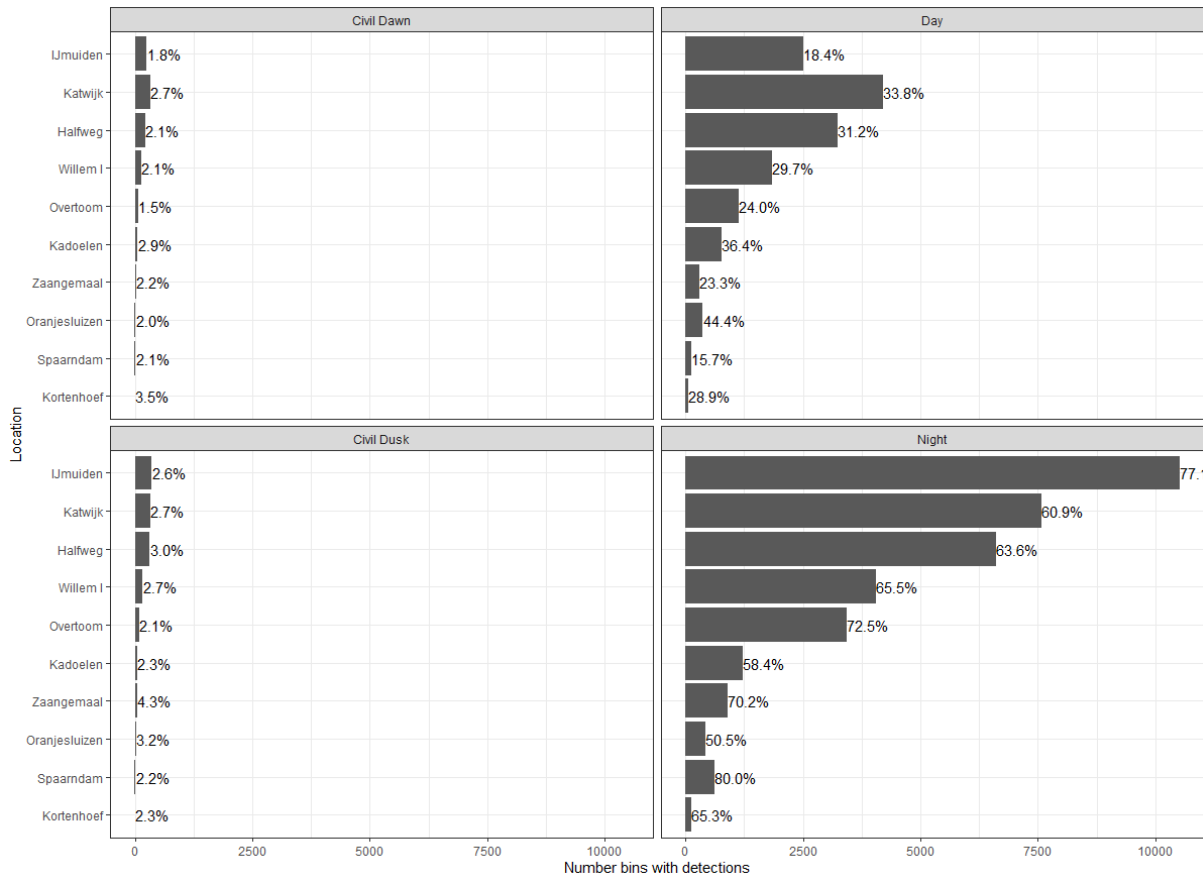 Civil Dawn
Day
IJmuiden
1.8%
18.4%
Katwijk
2.7%
33.8%
Halfweg
2.1%
31.2%
Willem I
2.1%
29.7%
Overtoom
1.5%
24.0%
Kadoelen
2.9%
36.4%
Zaangemaal
2.2%
23.3%
Oranjesluizen
2.0%
44.4%
Spaarndam
2.1%
15.7%
Kortenhoef
3.5%
28.9%
Location
Civil Dusk
Night
IJmuiden
2.6%
Katwijk
2.7%
60.9%
Halfweg
3.0%
63.6%
Willem I
2.7%
65.5%
Overtoom
2.1%
72.5%
Kadoelen
2.3%
58.4%
Zaangemaal
4.3%
70.2%
Oranjesluizen
3.2%
50.5%
Spaarndam
2.2%
80.0%
Kortenhoef
2.3%
65.3%
0 2500 5000 7500 10000
0 2500 5000 7500 10000
Number bins with detections